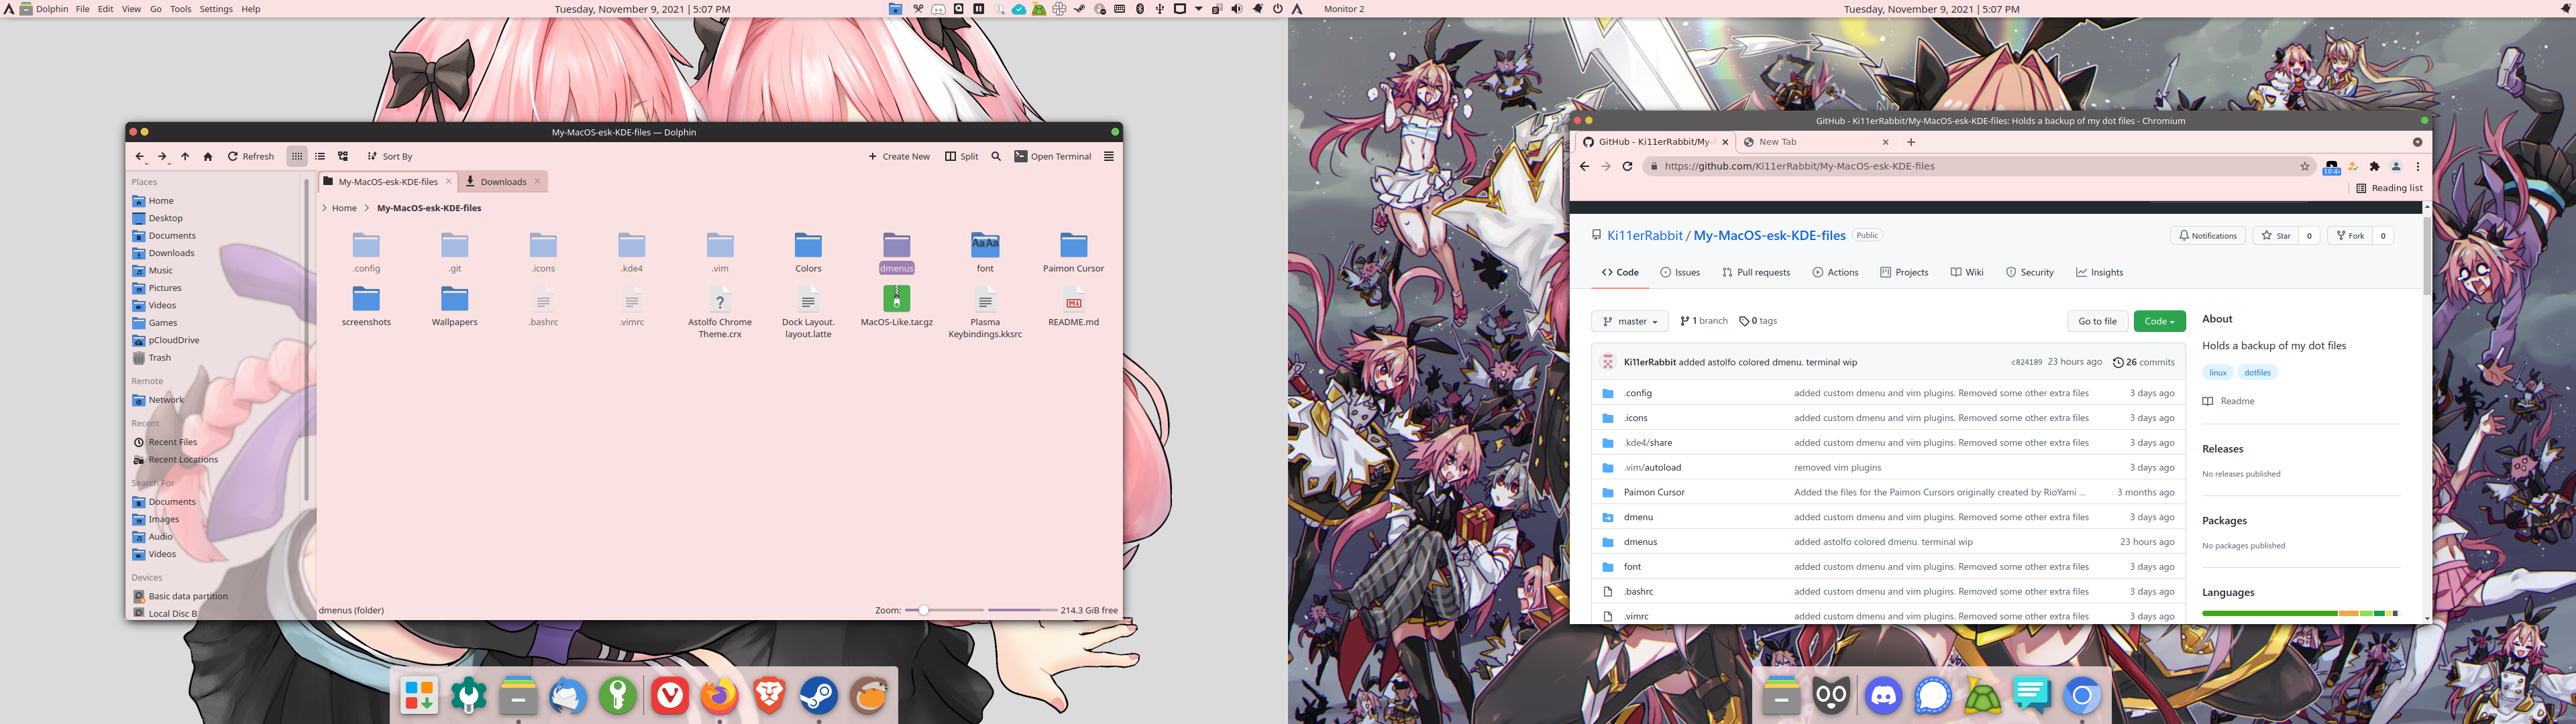 Dolphin File Edit View Go Tools Settings Help
Tuesday, November 9, 2021 | 5:07 PM
Monitor 2
Tuesday, November 9, 2021 | 5:07 PM
My-MacOS-esk-KDE-files — Dolphin
Refresh Sort By Create New Split Open Terminal
Places
Home
Desktop
Documents
Downloads
Music
Pictures
Videos
Games
pCloudDrive
Trash
Remote
Network
Recent
Recent Files
Recent Locations
Search For
Documents
Images
Audio
Videos
Devices
Basic data partition
Local Disc B
My-MacOS-esk-KDE-files Downloads
Home My-MacOS-esk-KDE-files
AaAa
.config .git .icons .kde4 .vim Colors dmenus font Paimon Cursor
screenshots Wallpapers .bashrc .vimrc Astolfo Chrome Dock Layout. MacOS-Like.tar.gz Plasma README.md
Theme.crx layout.latte Keybindings.kksrc
dmenus (folder) Zoom: 214.3 GiB free
GitHub - Ki11erRabbit/My-MacOS-esk-KDE-files: Holds a backup of my dot files - Chromium
GitHub - Ki11erRabbit/My- New Tab
https://github.com/Ki11erRabbit/My-MacOS-esk-KDE-files
Reading list
Ki11erRabbit / My-MacOS-esk-KDE-files Public
Notifications Star 0 Fork 0
Code Issues Pull requests Actions Projects Wiki Security Insights
master 1 branch 0 tags Go to file Code
Ki11erRabbit added astolfo colored dmenu. terminal wip c824189 23 hours ago 26 commits
.config added custom dmenu and vim plugins. Removed some other extra files 3 days ago
.icons added custom dmenu and vim plugins. Removed some other extra files 3 days ago
.kde4/share added custom dmenu and vim plugins. Removed some other extra files 3 days ago
.vim/autoload removed vim plugins 3 days ago
Paimon Cursor Added the files for the Paimon Cursors originally created by RioYami ... 3 months ago
dmenu added custom dmenu and vim plugins. Removed some other extra files 3 days ago
dmenus added astolfo colored dmenu. terminal wip 23 hours ago
font added custom dmenu and vim plugins. Removed some other extra files 3 days ago
.bashrc added custom dmenu and vim plugins. Removed some other extra files 3 days ago
.vimrc added custom dmenu and vim plugins. Removed some other extra files 3 days ago
About
Holds a backup of my dot files
linux dotfiles
Readme
Releases
No releases published
Packages
No packages published
Languages